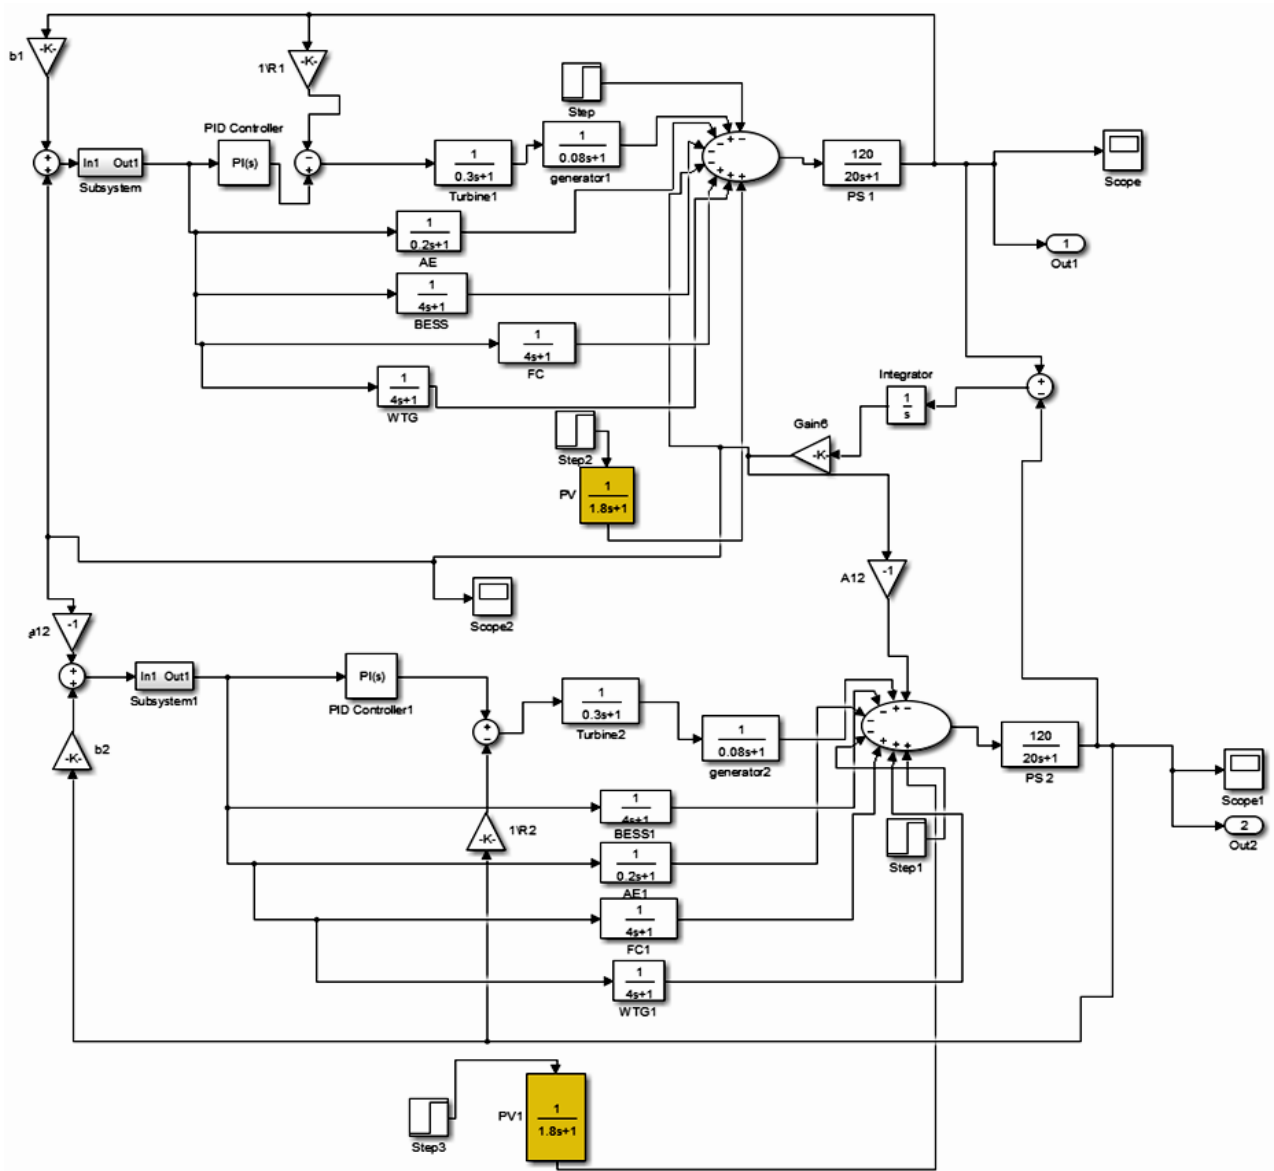 b1
-K-
1\R1
-K-
Step
PID Controller
+
+
In1 Out1
Subsystem
PI(s)
+
−
1
0.3s+1
Turbine1
1
0.08s+1
generator1
120
20s+1
PS 1
Scope
1
Out1
1
0.2s+1
AE
1
4s+1
BESS
1
4s+1
FC
1
4s+1
WTG
Integrator
1
s
+
−
Gain6
-K-
Step2
PV
1
1.8s+1
A12
-1
Scope2
a12
-1
+
+
In1 Out1
Subsystem1
PI(s)
PID Controller1
+
−
1
0.3s+1
Turbine2
1
0.08s+1
generator2
120
20s+1
PS 2
Scope1
2
Out2
b2
-K-
1\R2
-K-
1
4s+1
BESS1
1
0.2s+1
AE1
Step1
1
4s+1
FC1
1
4s+1
WTG1
Step3
PV1
1
1.8s+1